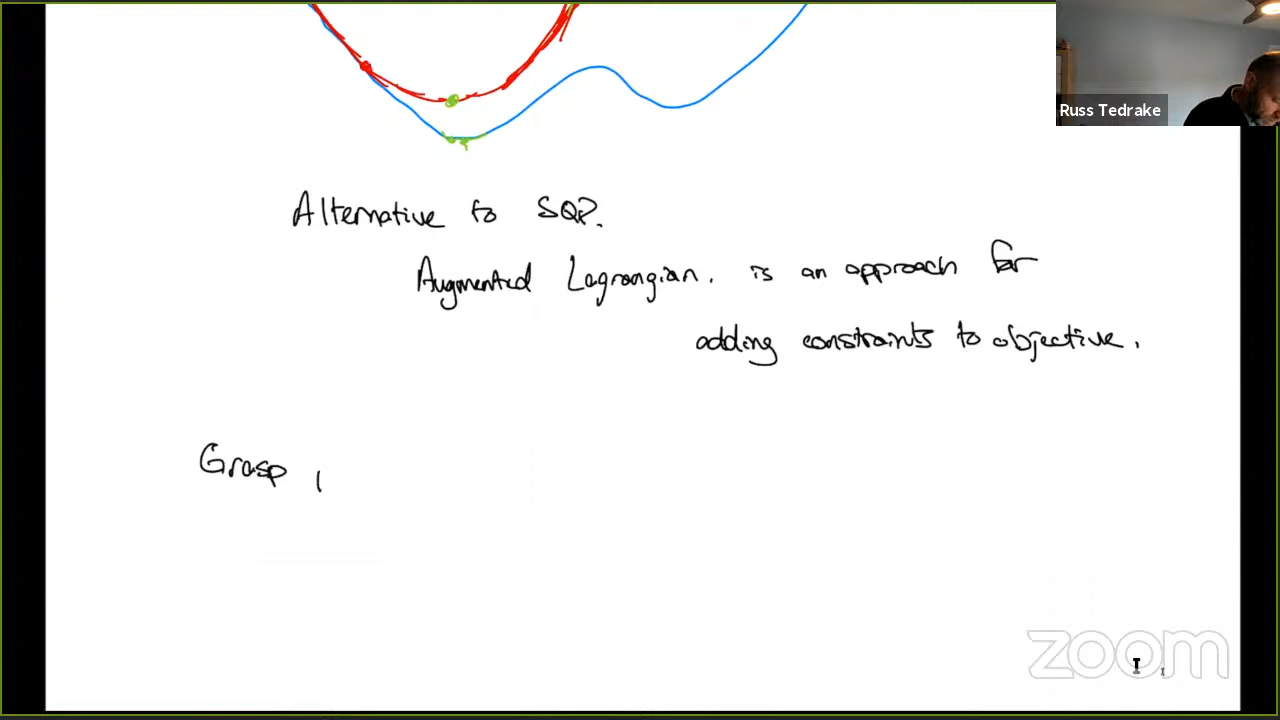 Russ Tedrake
Alternative to SQP.
Augmented Lagrangian. is an approach for
adding constraints to objective.
Grasp
zoom